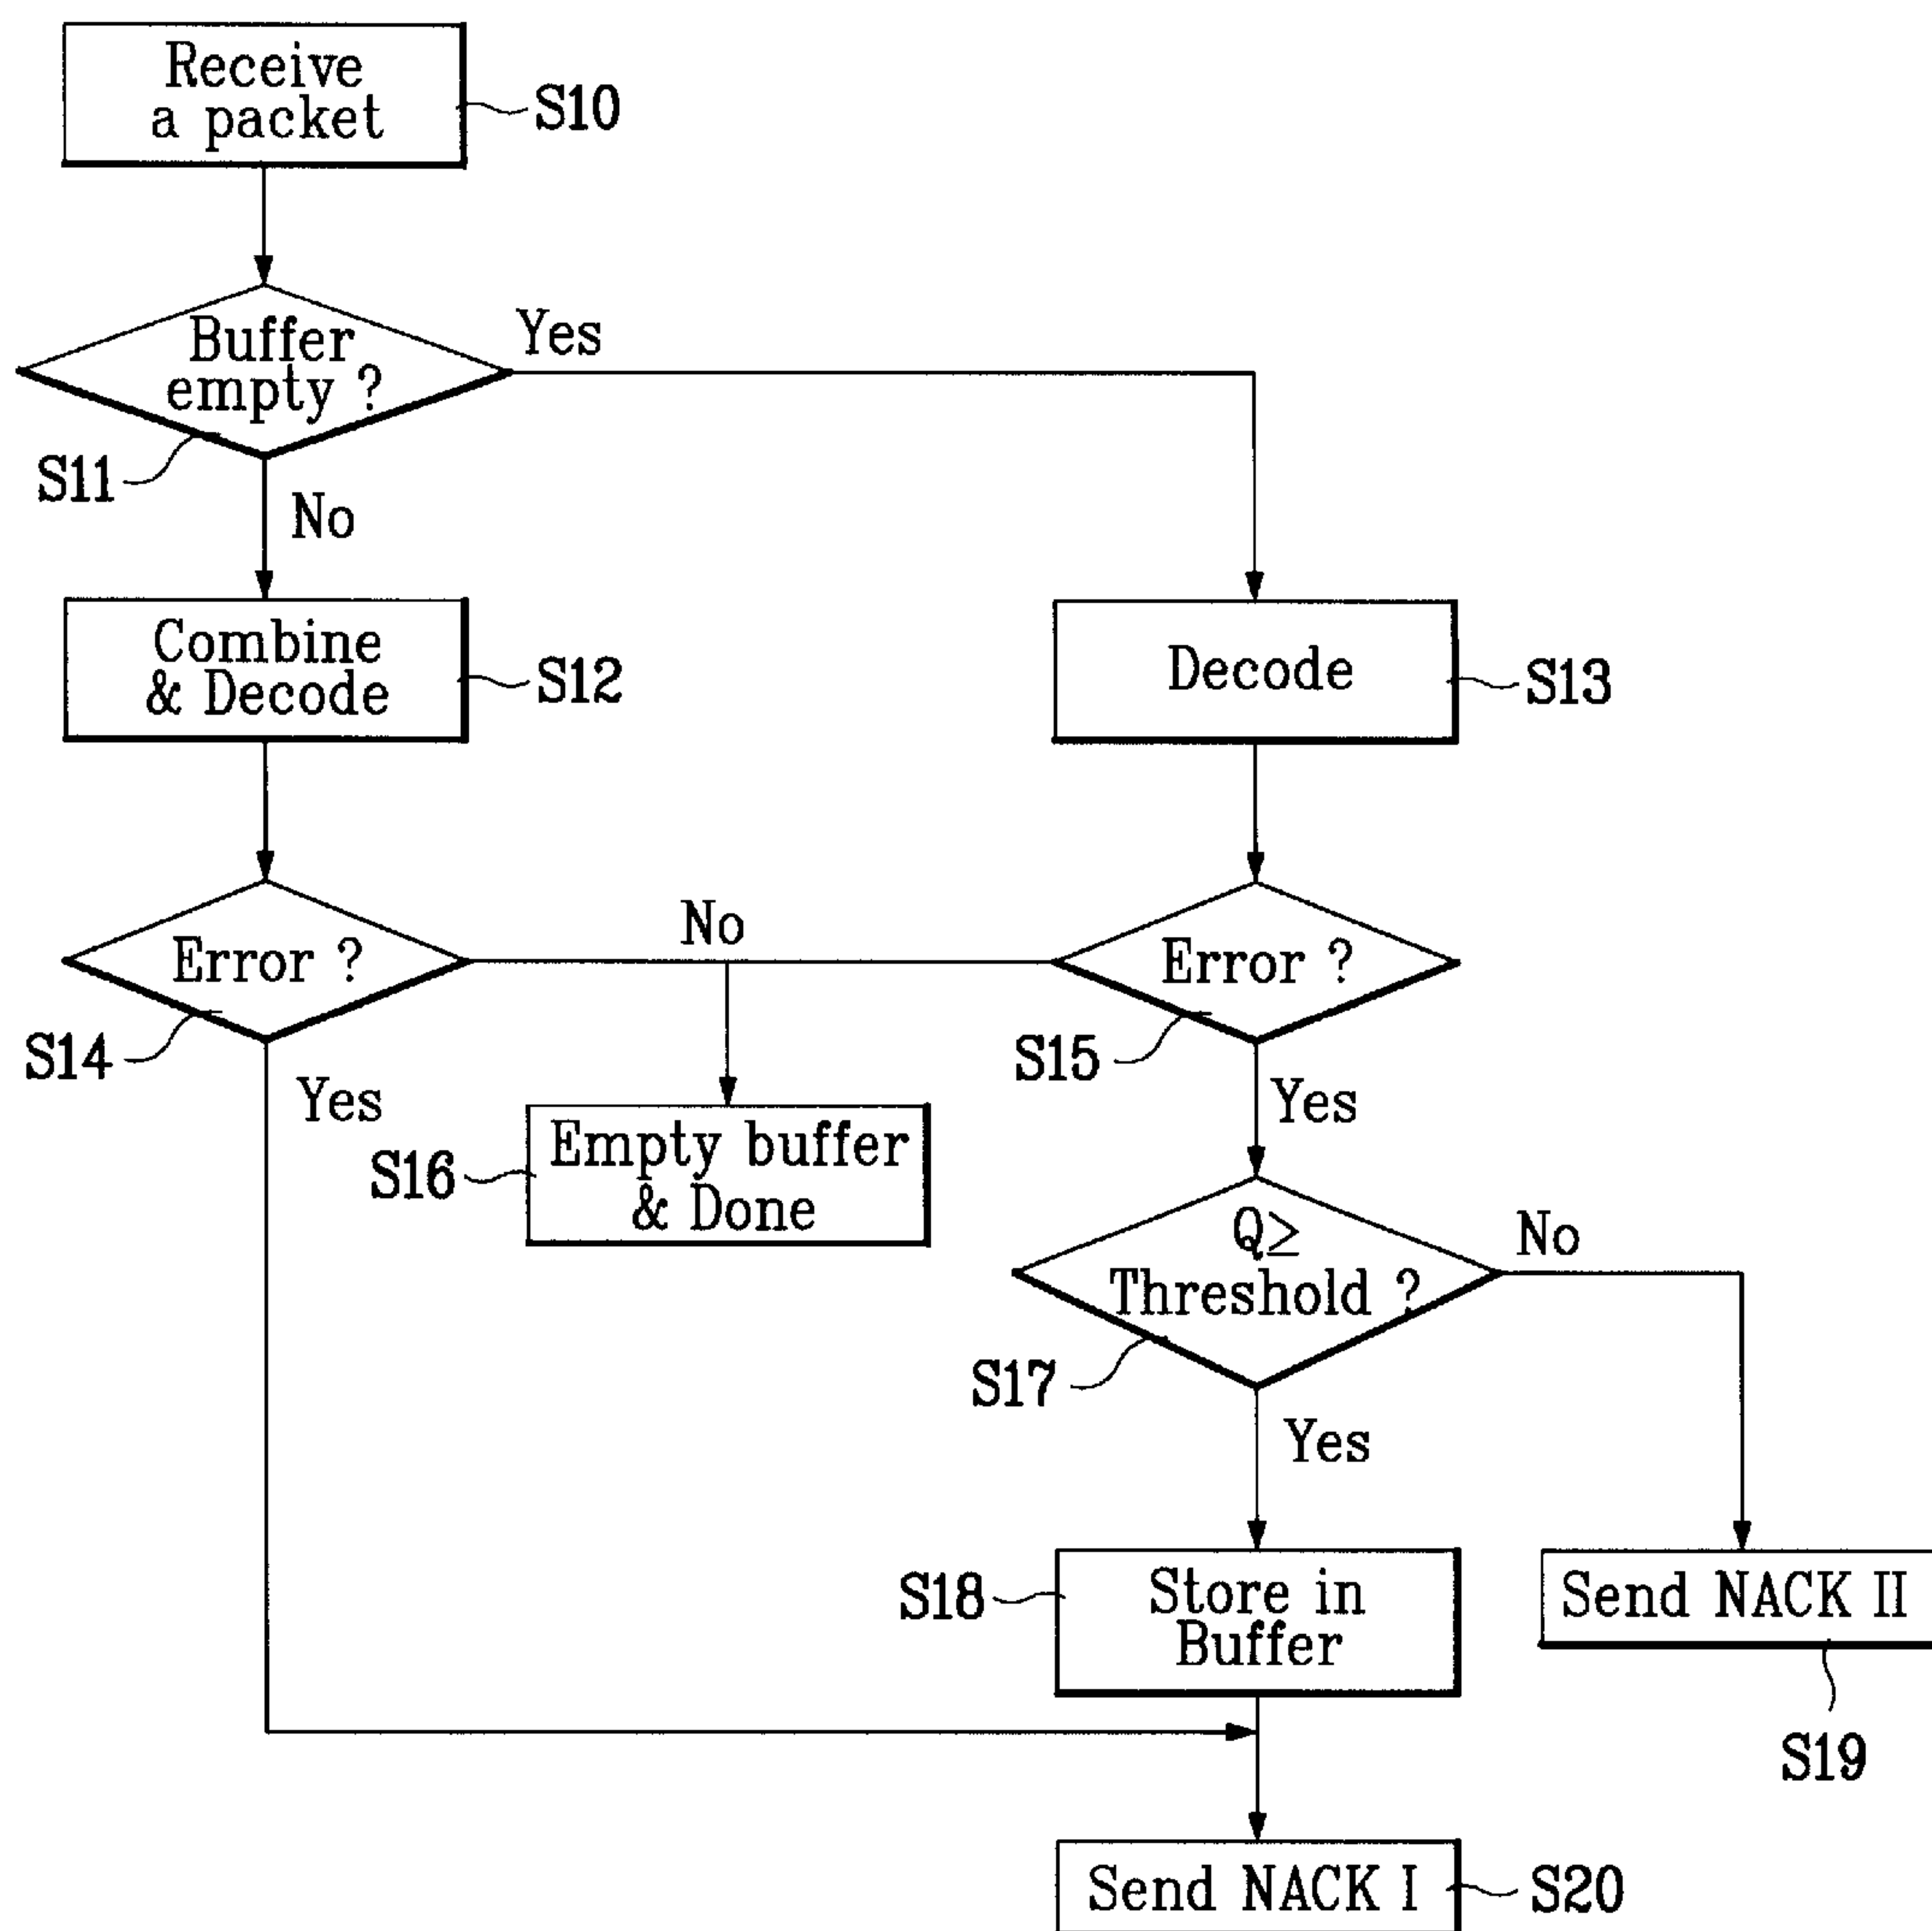 Receive
a packet
S10
Buffer
empty ?
Yes
S11
No
Combine
& Decode
S12
Decode
S13
Error ?
No
Error ?
S14
Yes
S15
Yes
S16
Empty buffer
& Done
Q≥
Threshold ?
No
S17
Yes
S18
Store in
Buffer
Send NACK II
S19
Send NACK I
S20